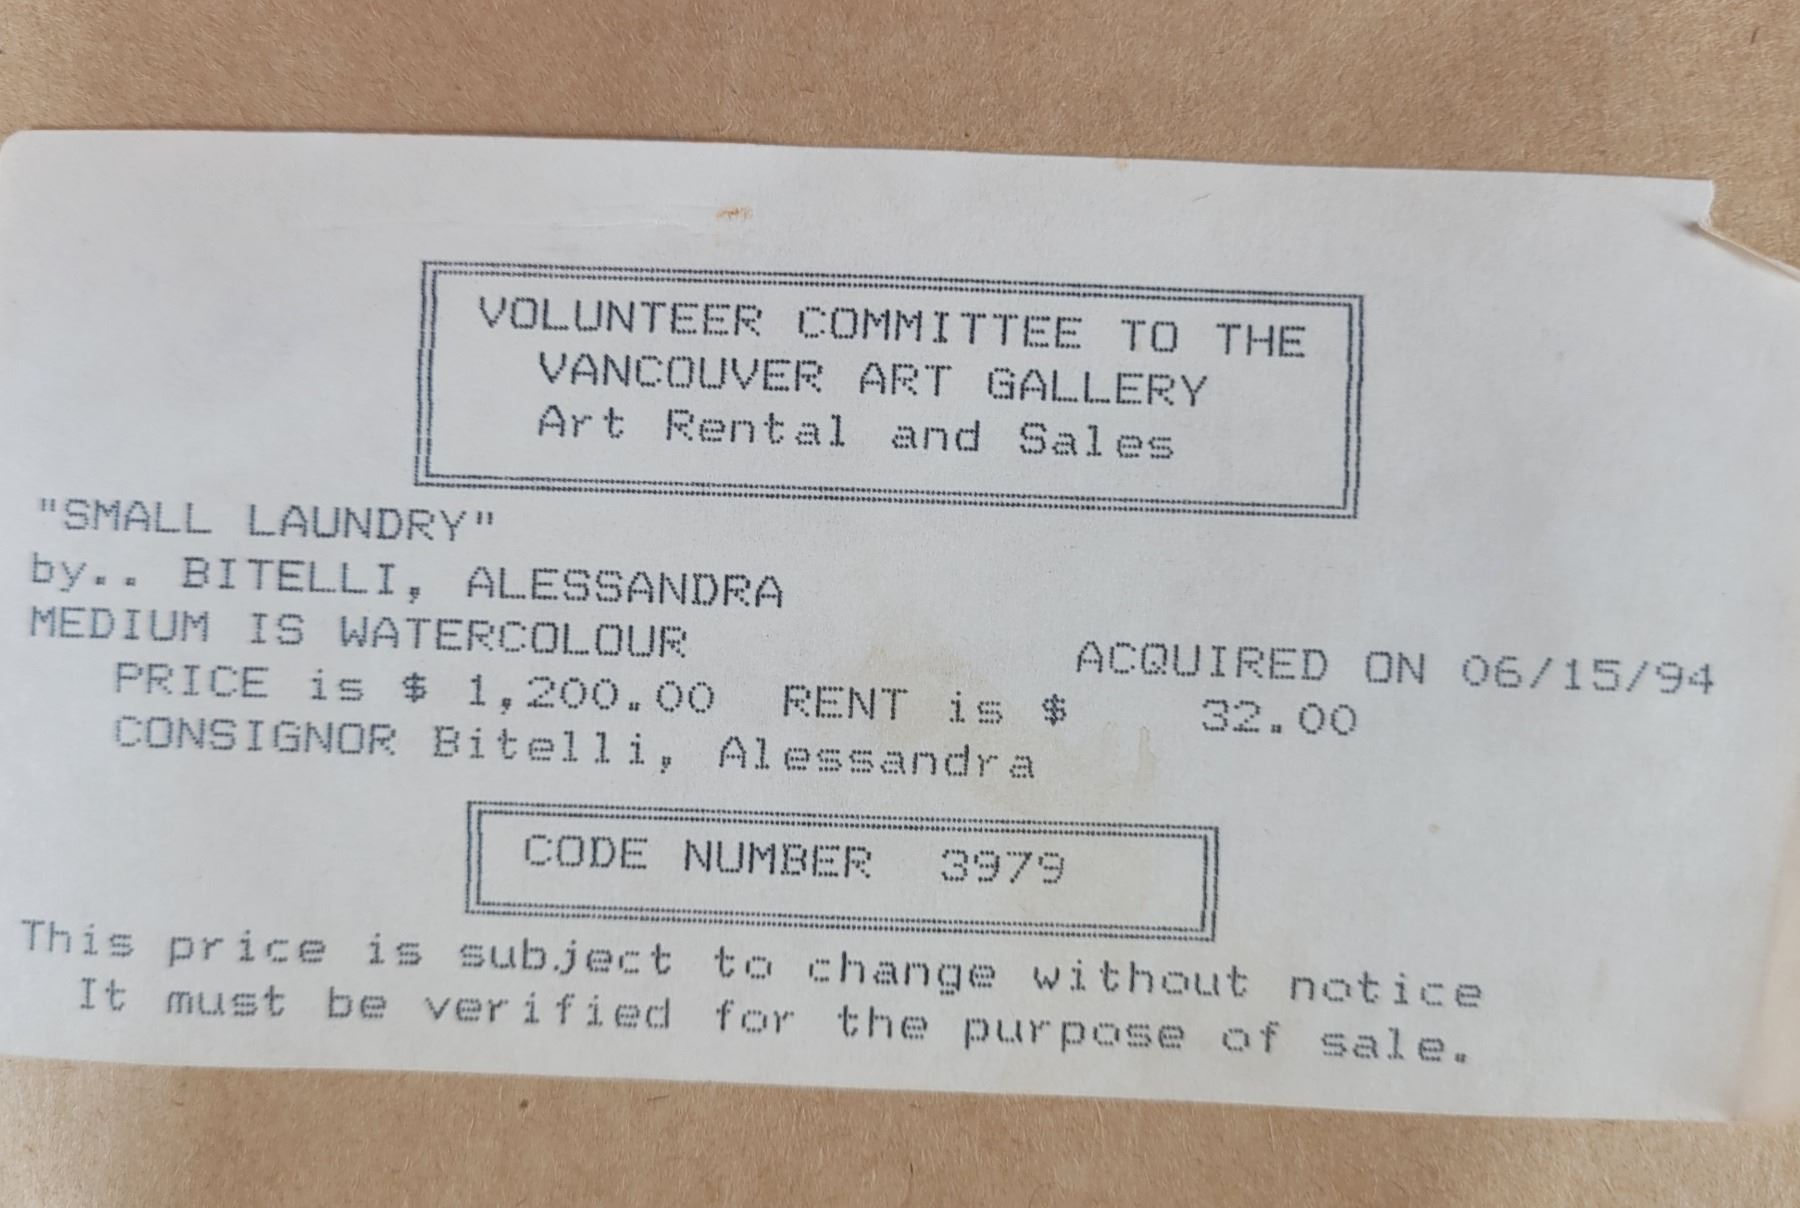 VOLUNTEER COMMITTEE TO THE
VANCOUVER ART GALLERY
Art Rental and Sales
"SMALL LAUNDRY"
by.. BITELLI, ALESSANDRA
MEDIUM IS WATERCOLOUR ACQUIRED ON 06/15/94
PRICE is $ 1,200.00 RENT is $ 32.00
CONSIGNOR Bitelli, Alessandra
CODE NUMBER 3979
This price is subject to change without notice
It must be verified for the purpose of sale.